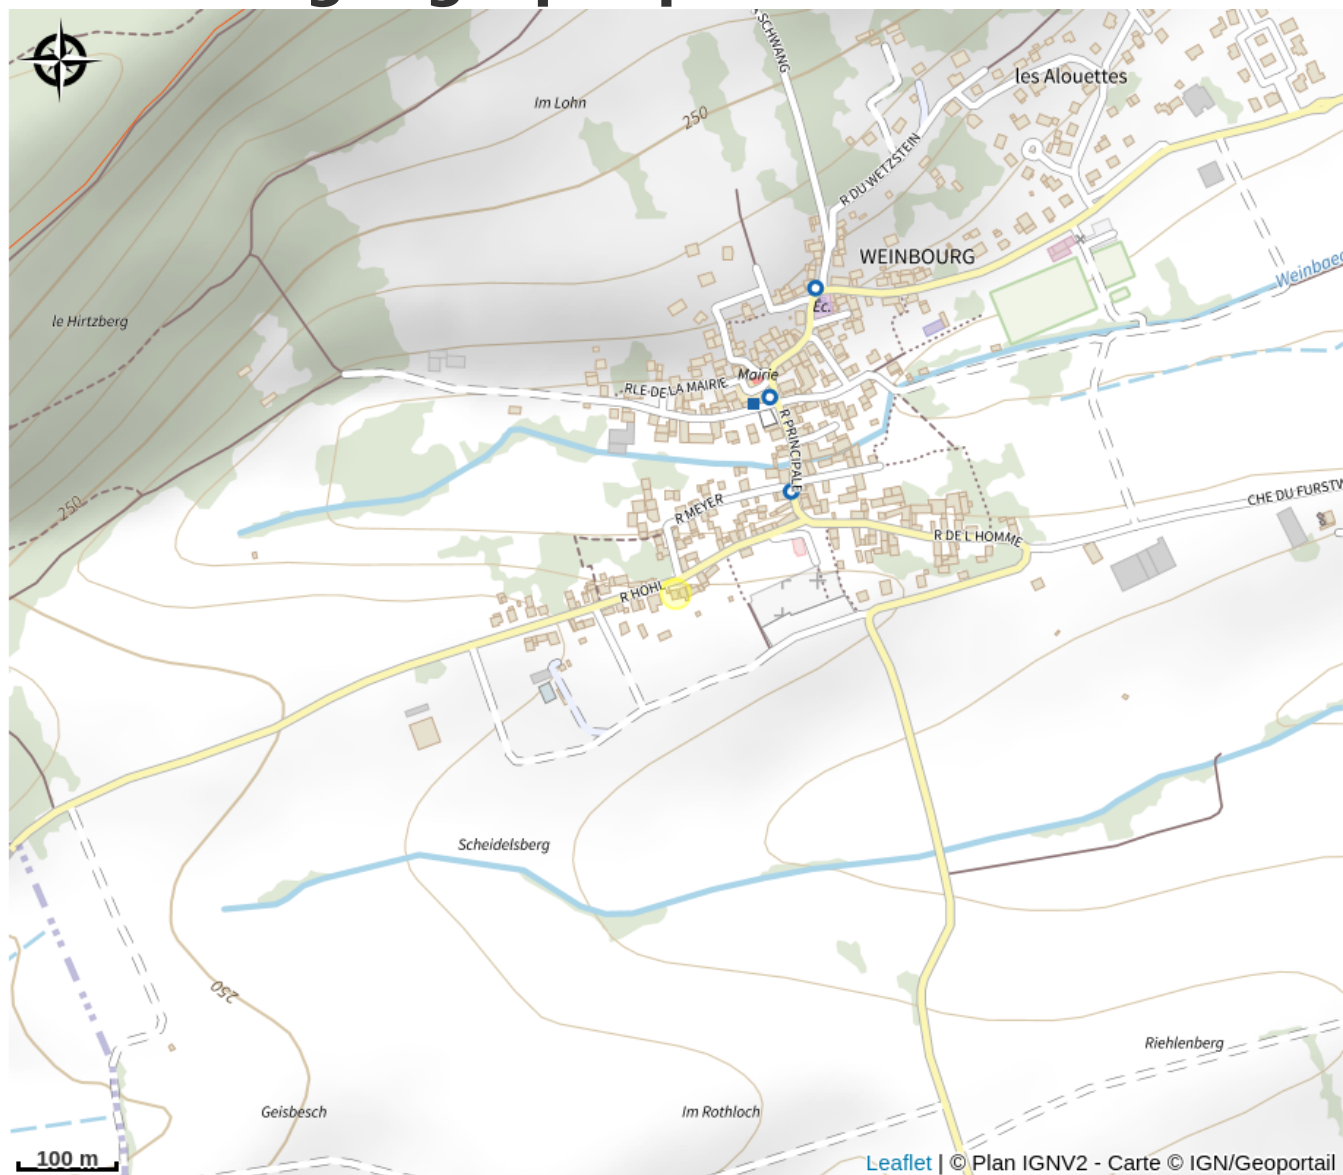 SCHWANG
les Alouettes
Im Lohn
250
R DU WETZSTEIN
WEINBOURG
Weinbaec
Éc.
le Hirtzberg
Mairie
RLE DE LA MAIRIE
R PRINCIPALE
250
R MEYER
CHE DU FURSTW
R DE L HOMME
R HOHL
Scheidelsberg
250
Riehlenberg
Geisbesch
Im Rothloch
100 m
Leaflet | © Plan IGNV2 - Carte © IGN/Geoportail